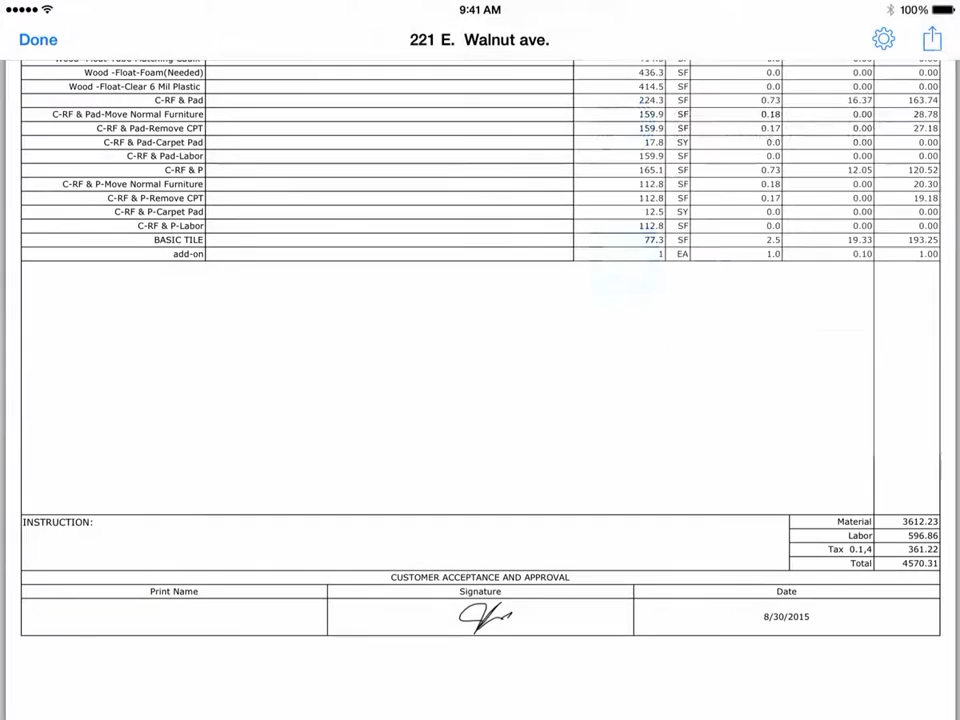 9:41 AM
100%
Done
221 E. Walnut ave.
Wood -Float-Foam(Needed) 436.3 SF 0.0 0.00 0.00
Wood -Float-Clear 6 Mil Plastic 414.5 SF 0.0 0.00 0.00
C-RF & Pad 224.3 SF 0.73 16.37 163.74
C-RF & Pad-Move Normal Furniture 159.9 SF 0.18 0.00 28.78
C-RF & Pad-Remove CPT 159.9 SF 0.17 0.00 27.18
C-RF & Pad-Carpet Pad 17.8 SY 0.0 0.00 0.00
C-RF & Pad-Labor 159.9 SF 0.0 0.00 0.00
C-RF & P 165.1 SF 0.73 12.05 120.52
C-RF & P-Move Normal Furniture 112.8 SF 0.18 0.00 20.30
C-RF & P-Remove CPT 112.8 SF 0.17 0.00 19.18
C-RF & P-Carpet Pad 12.5 SY 0.0 0.00 0.00
C-RF & P-Labor 112.8 SF 0.0 0.00 0.00
BASIC TILE 77.3 SF 2.5 19.33 193.25
add-on 1 EA 1.0 0.10 1.00
INSTRUCTION:
Material 3612.23
Labor 596.86
Tax 0.1,4 361.22
Total 4570.31
CUSTOMER ACCEPTANCE AND APPROVAL
Print Name Signature Date
8/30/2015